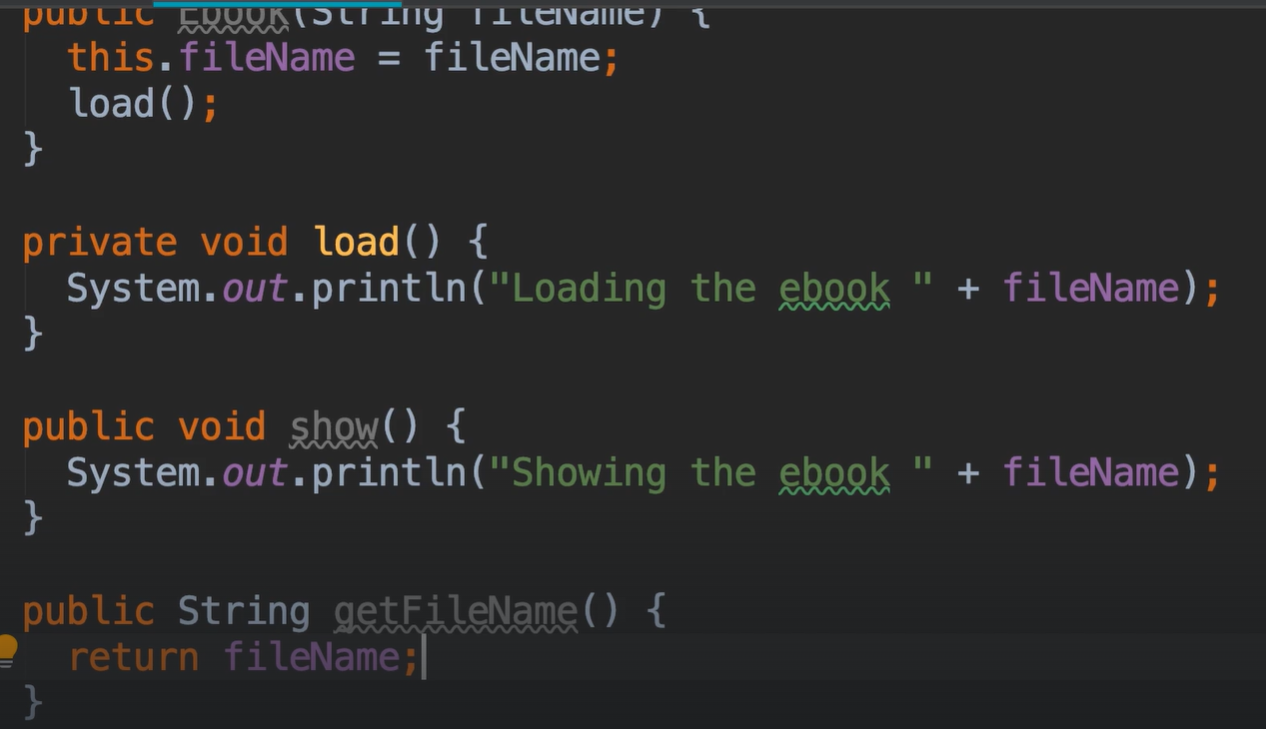 public Ebook(String fileName) {
this.fileName = fileName;
load();
}
private void load() {
System.out.println("Loading the ebook " + fileName);
}
public void show() {
System.out.println("Showing the ebook " + fileName);
}
public String getFileName() {
return fileName;
}